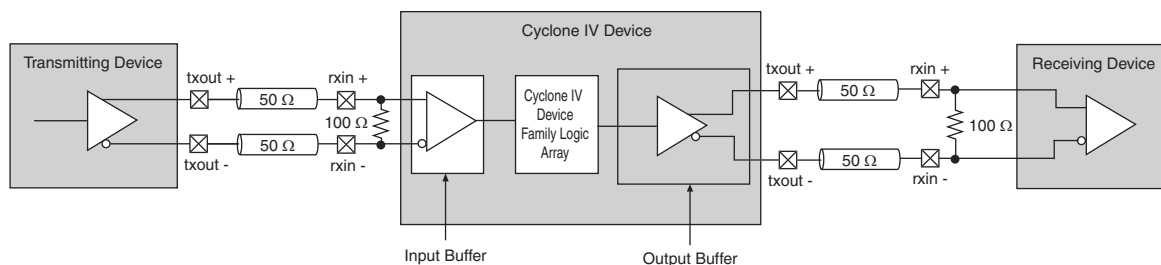 Cyclone IV Device
Transmitting Device
txout +
rxin +
50 Ω
100 Ω
50 Ω
txout -
rxin -
Cyclone IV
Device
Family Logic
Array
txout +
rxin +
50 Ω
100 Ω
50 Ω
txout -
rxin -
Receiving Device
Input Buffer
Output Buffer